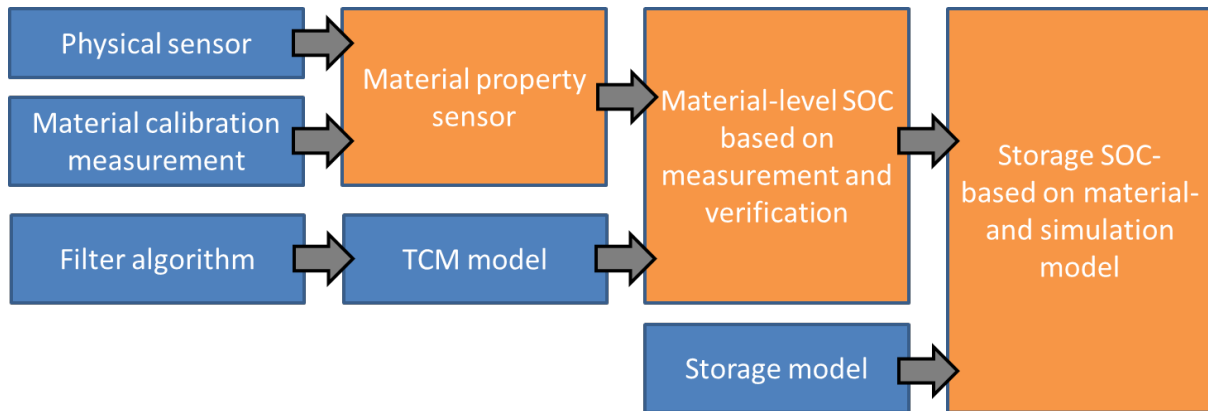 Physical sensor
Material calibration
measurement
Material property
sensor
Filter algorithm
TCM model
Material-level SOC
based on
measurement and
verification
Storage model
Storage SOC-
based on material-
and simulation
model